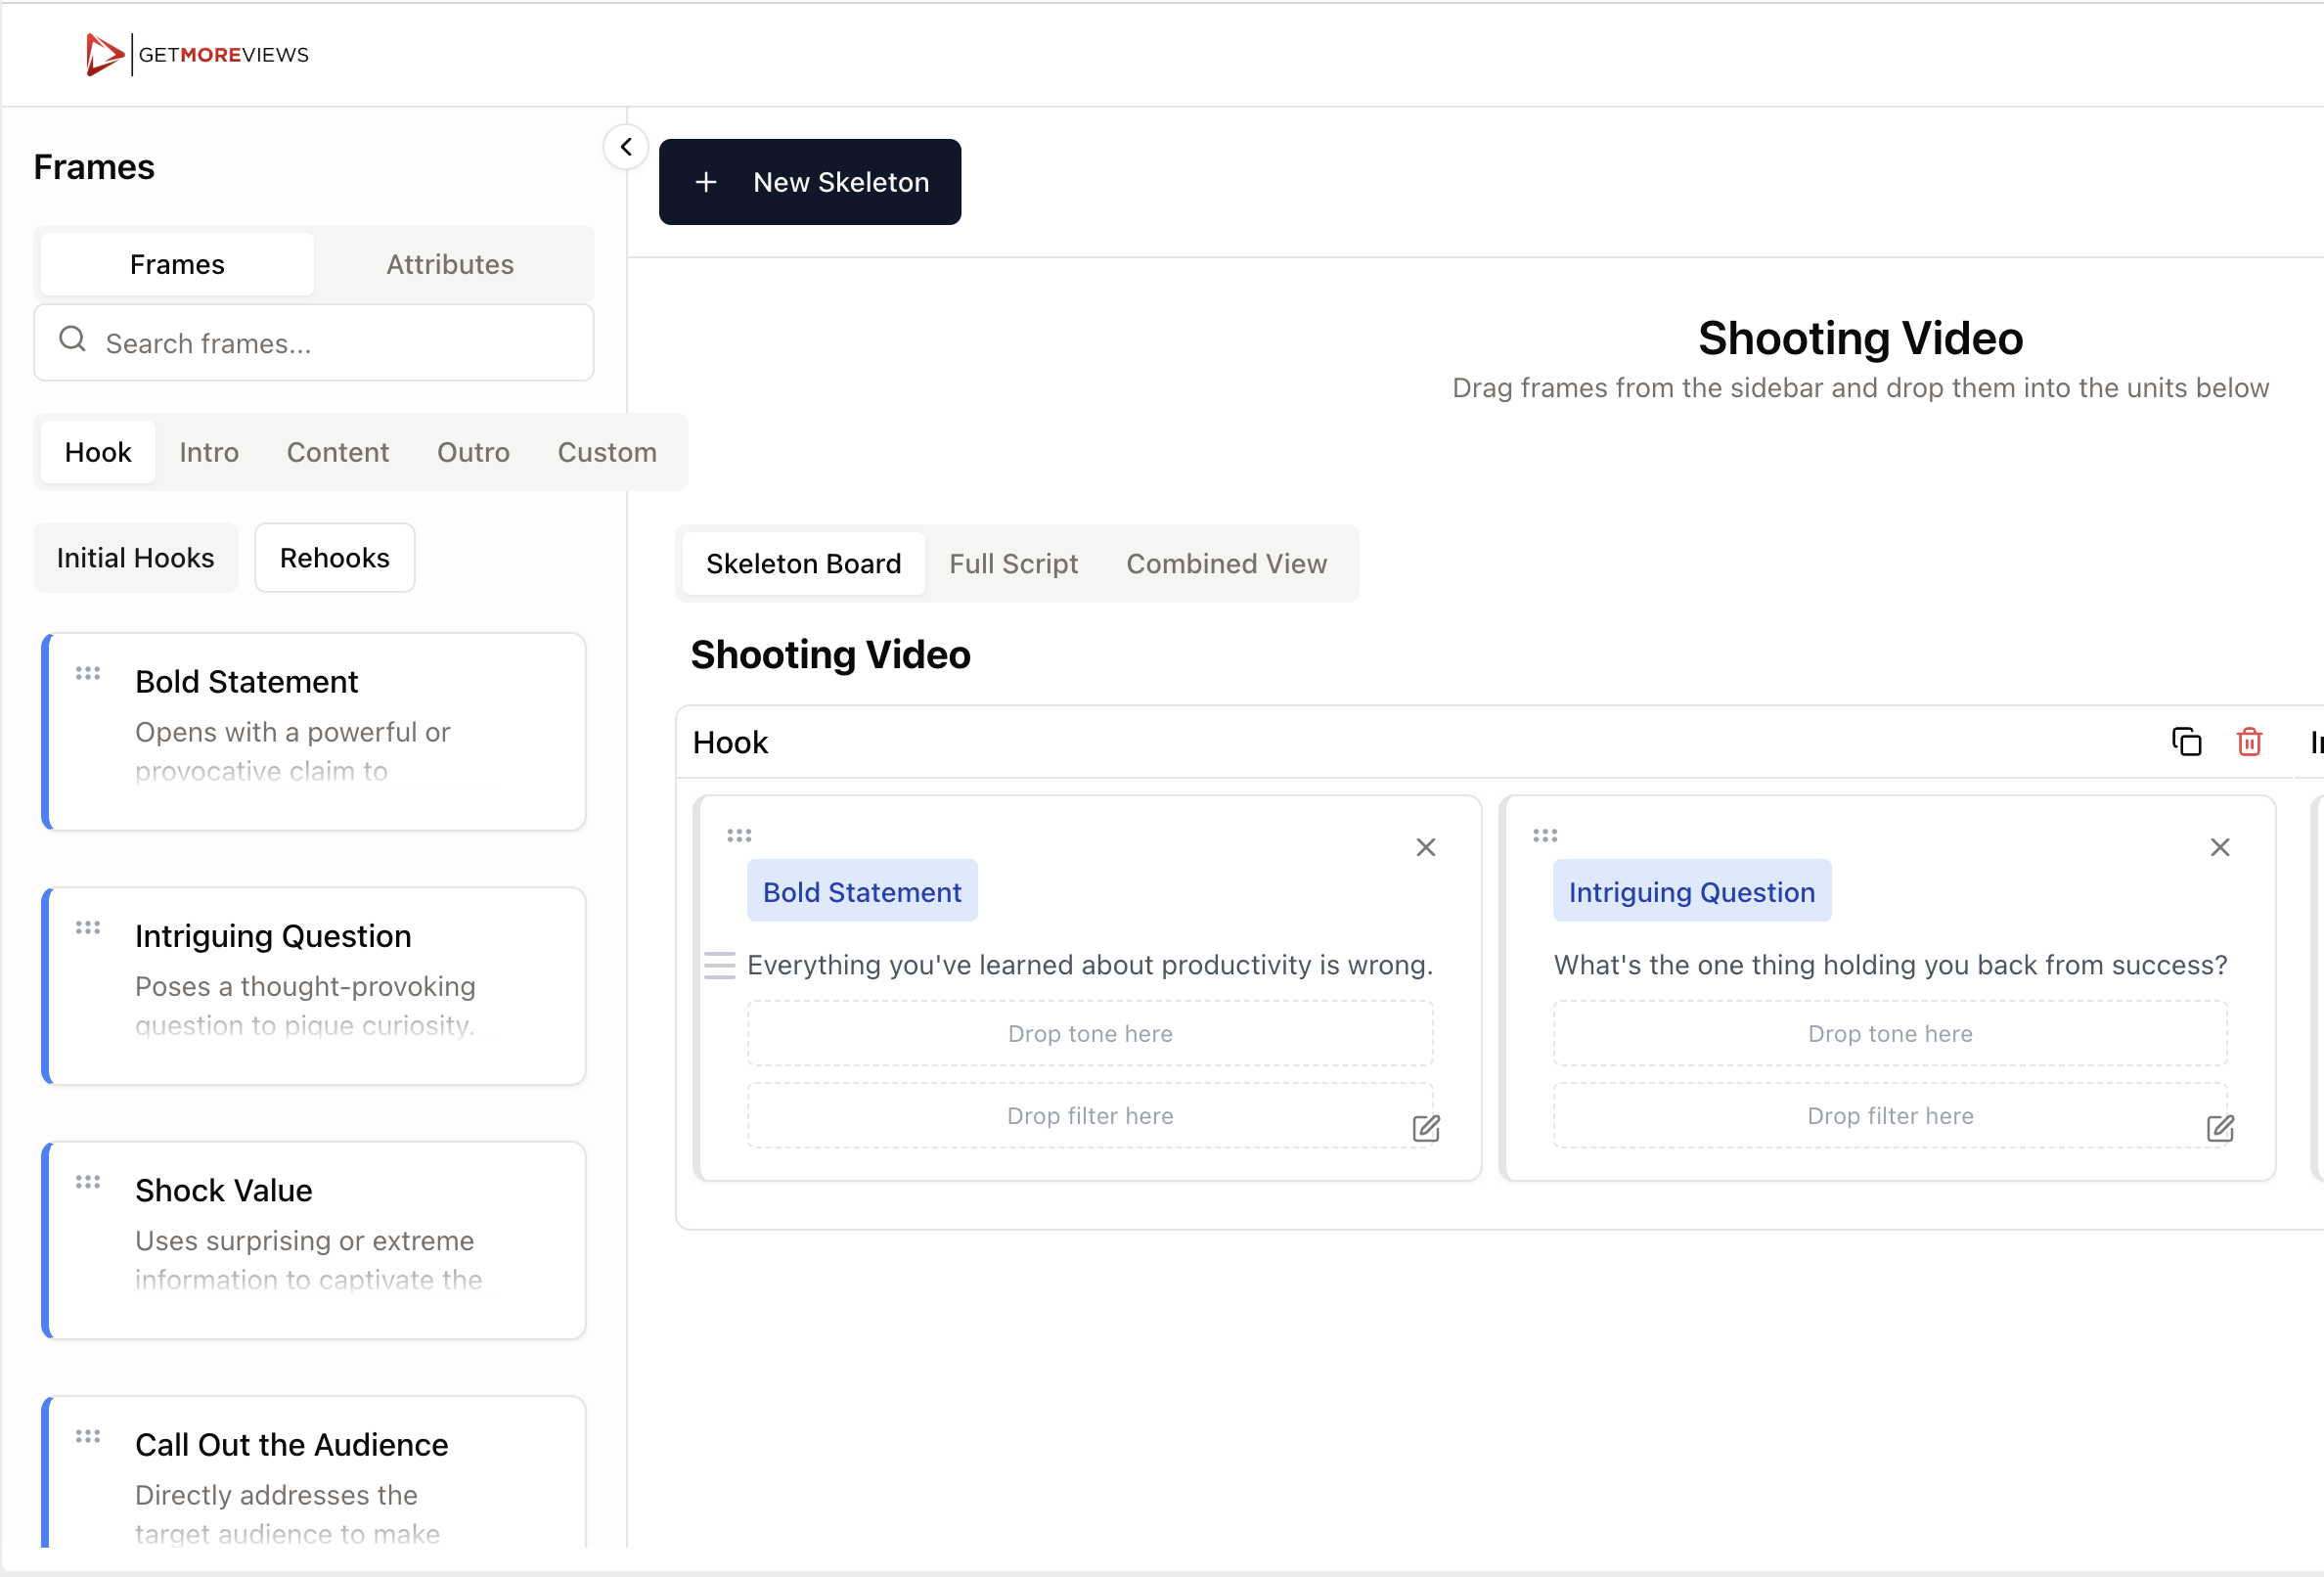 GETMOREVIEWS
Frames
Frames
Attributes
Search frames...
Hook
Intro
Content
Outro
Custom
Initial Hooks
Rehooks
Bold Statement
Opens with a powerful or
provocative claim to
Intriguing Question
Poses a thought-provoking
question to pique curiosity.
Shock Value
Uses surprising or extreme
information to captivate the
Call Out the Audience
Directly addresses the
target audience to make
New Skeleton
Shooting Video
Drag frames from the sidebar and drop them into the units below
Skeleton Board
Full Script
Combined View
Shooting Video
Hook
Bold Statement
Everything you've learned about productivity is wrong.
Drop tone here
Drop filter here
Intriguing Question
What's the one thing holding you back from success?
Drop tone here
Drop filter here